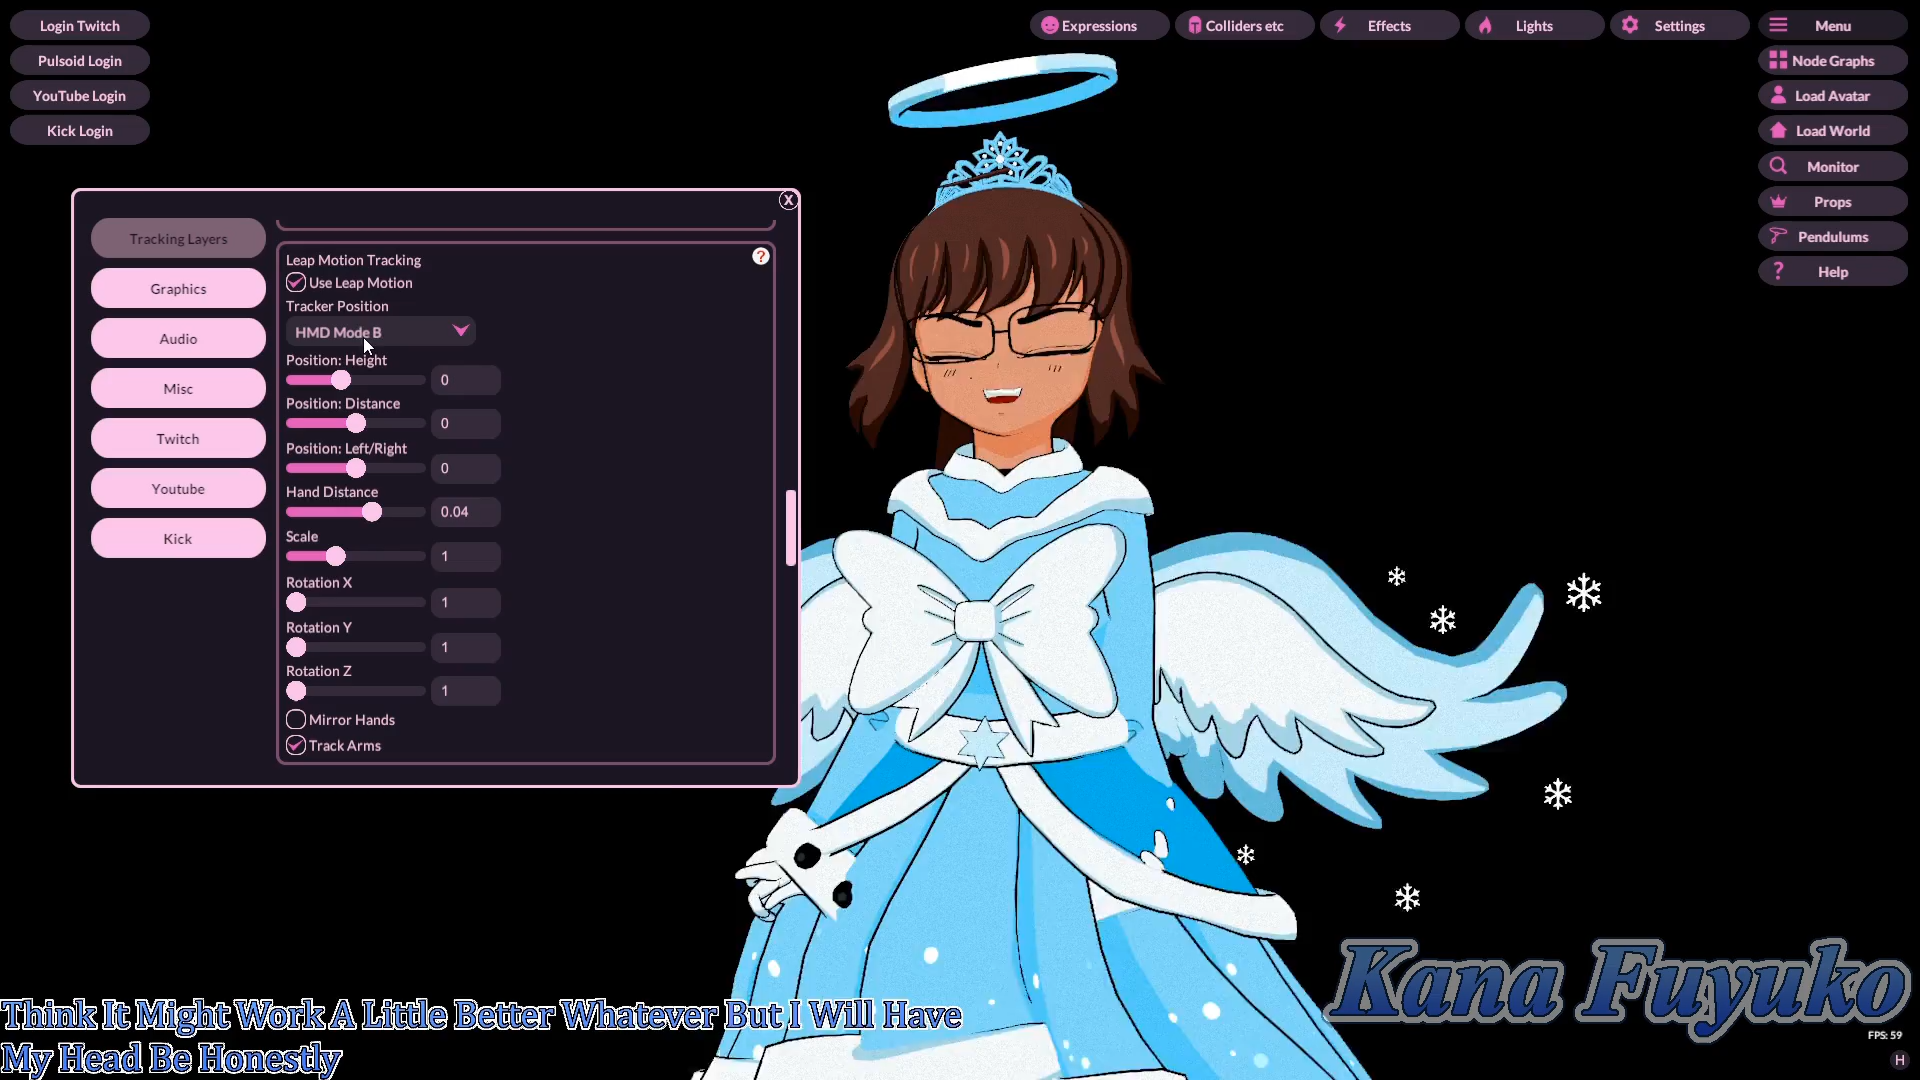 Login Twitch
Pulsoid Login
YouTube Login
Kick Login
Expressions
Colliders etc
Effects
Lights
Settings
Menu
Node Graphs
Load Avatar
Load World
Monitor
Props
Pendulums
? Help
X
Tracking Layers
Graphics
Audio
Misc
Twitch
Youtube
Kick
Leap Motion Tracking
?
Use Leap Motion
Tracker Position
HMD Mode B
Position: Height
0
Position: Distance
0
Position: Left/Right
0
Hand Distance
0.04
Scale
1
Rotation X
1
Rotation Y
1
Rotation Z
1
Mirror Hands
Track Arms
Think It Might Work A Little Better Whatever But I Will Have
My Head Be Honestly
Kana Fuyuko
FPS: 59
H